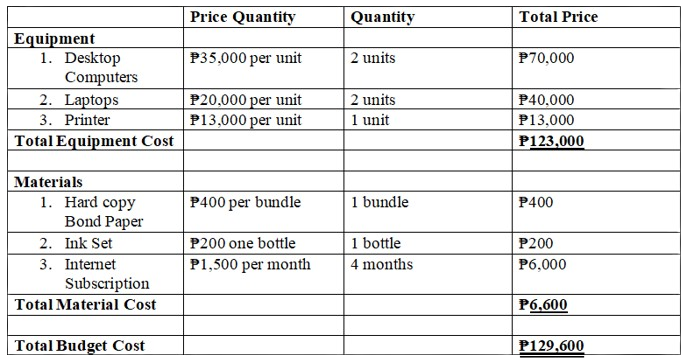 Price Quantity Quantity Total Price
Equipment
1. Desktop Computers ₱35,000 per unit 2 units ₱70,000
2. Laptops ₱20,000 per unit 2 units ₱40,000
3. Printer ₱13,000 per unit 1 unit ₱13,000
Total Equipment Cost ₱123,000
Materials
1. Hard copy Bond Paper ₱400 per bundle 1 bundle ₱400
2. Ink Set ₱200 one bottle 1 bottle ₱200
3. Internet Subscription ₱1,500 per month 4 months ₱6,000
Total Material Cost ₱6,600
Total Budget Cost ₱129,600